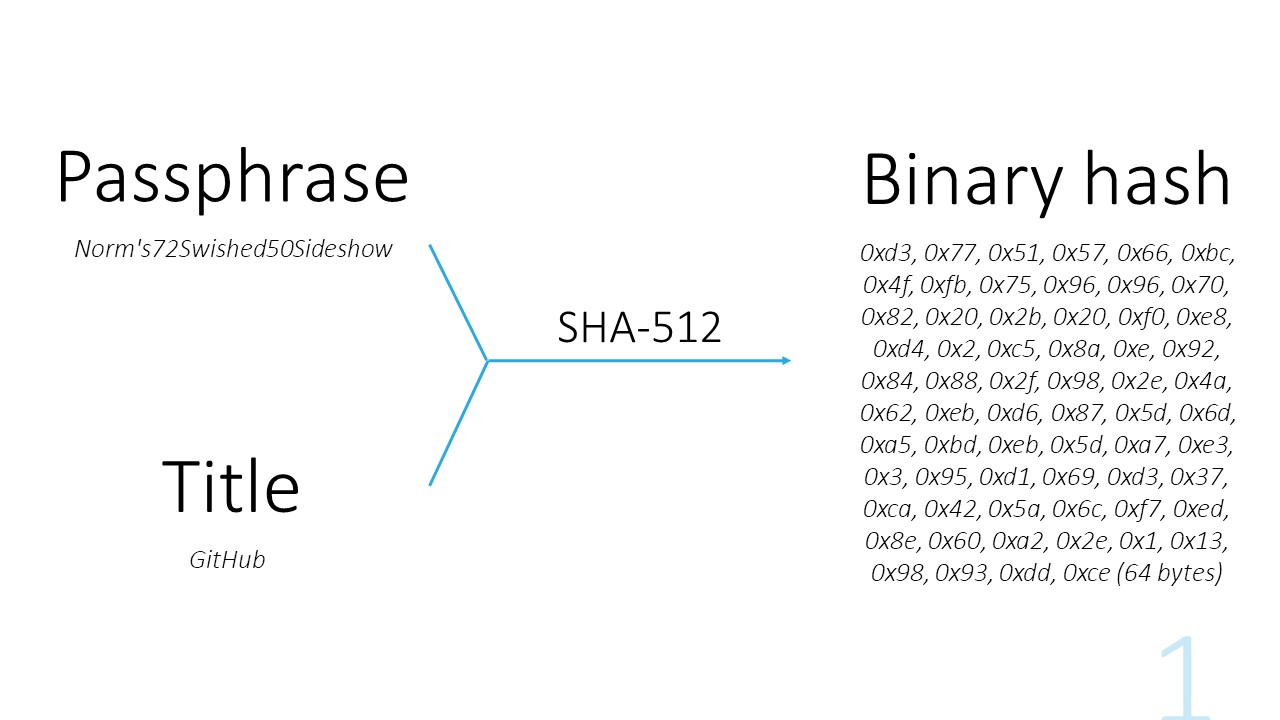 Passphrase
Norm's72Swished50Sideshow
Title
GitHub
SHA-512
Binary hash
0xd3, 0x77, 0x51, 0x57, 0x66, 0xbc,
0x4f, 0xfb, 0x75, 0x96, 0x96, 0x70,
0x82, 0x20, 0x2b, 0x20, 0xf0, 0xe8,
0xd4, 0x2, 0xc5, 0x8a, 0xe, 0x92,
0x84, 0x88, 0x2f, 0x98, 0x2e, 0x4a,
0x62, 0xeb, 0xd6, 0x87, 0x5d, 0x6d,
0xa5, 0xbd, 0xeb, 0x5d, 0xa7, 0xe3,
0x3, 0x95, 0xd1, 0x69, 0xd3, 0x37,
0xca, 0x42, 0x5a, 0x6c, 0xf7, 0xed,
0x8e, 0x60, 0xa2, 0x2e, 0x1, 0x13,
0x98, 0x93, 0xdd, 0xce (64 bytes)
1